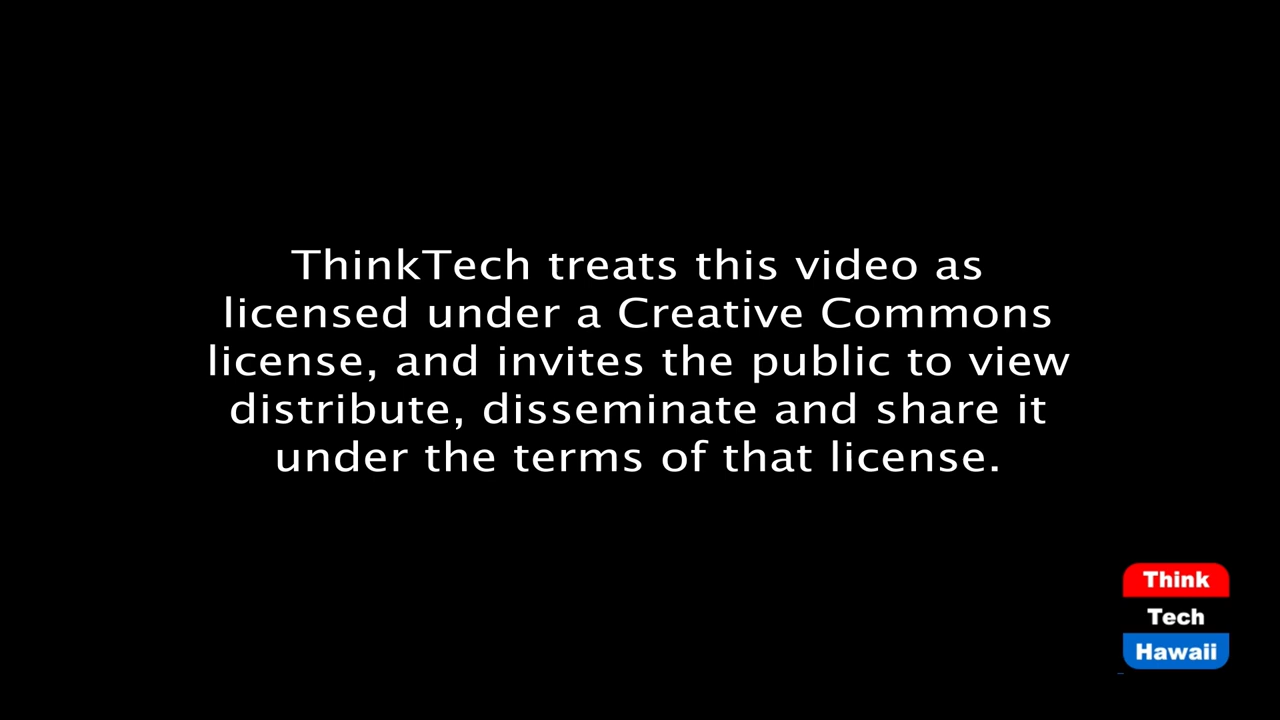 ThinkTech treats this video as
licensed under a Creative Commons
license, and invites the public to view
distribute, disseminate and share it
under the terms of that license.
Think
Tech
Hawaii